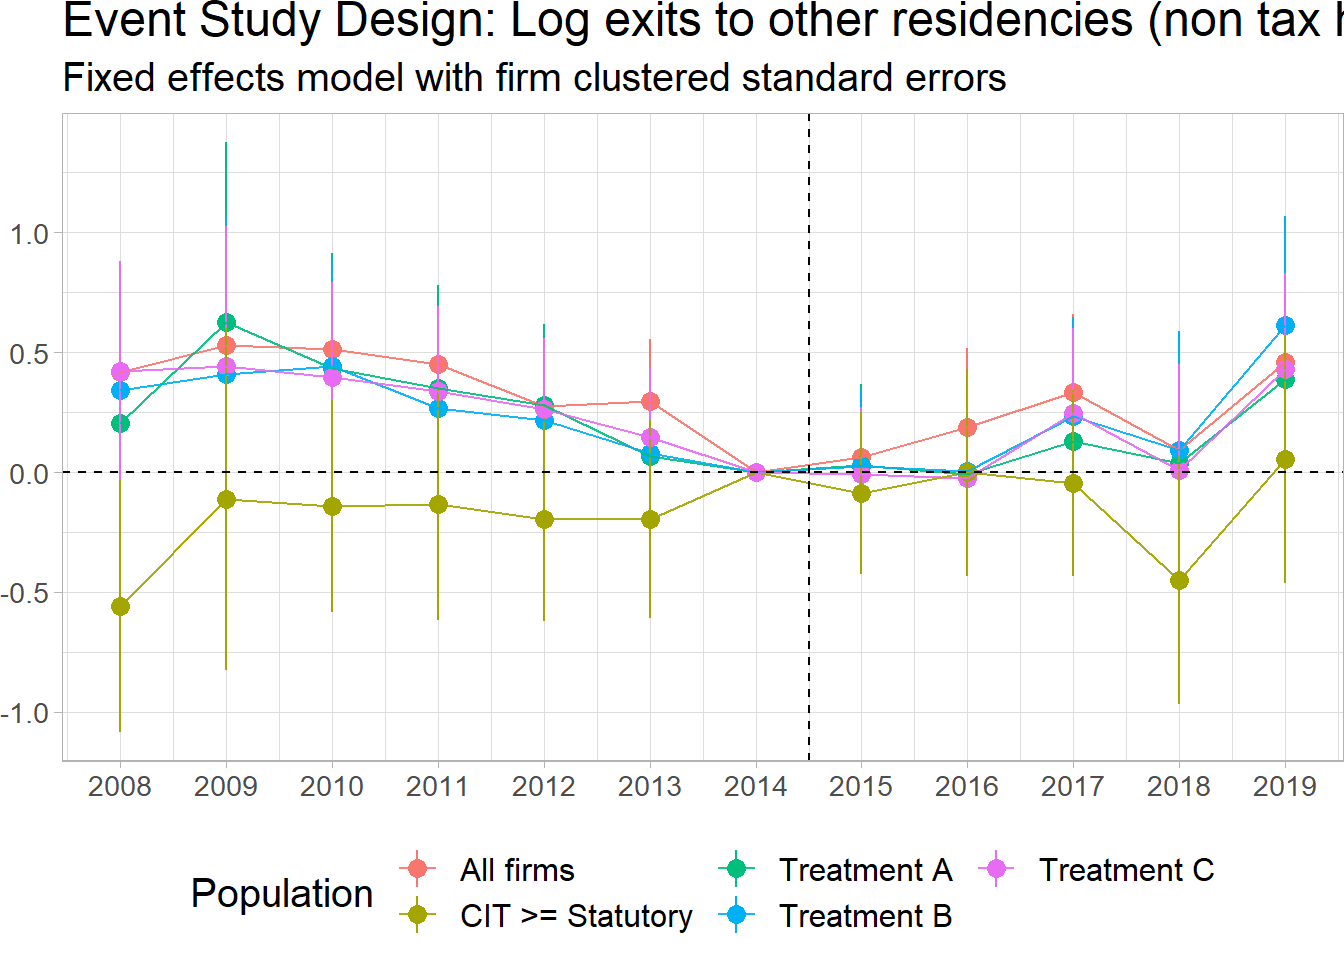 Event Study Design: Log exits to other residencies (non tax
Fixed effects model with firm clustered standard errors
1.0
0.5
0.0
-0.5
-1.0
2008 2009 2010 2011 2012 2013 2014 2015 2016 2017 2018 2019
Population
All firms Treatment A Treatment C
CIT >= Statutory Treatment B